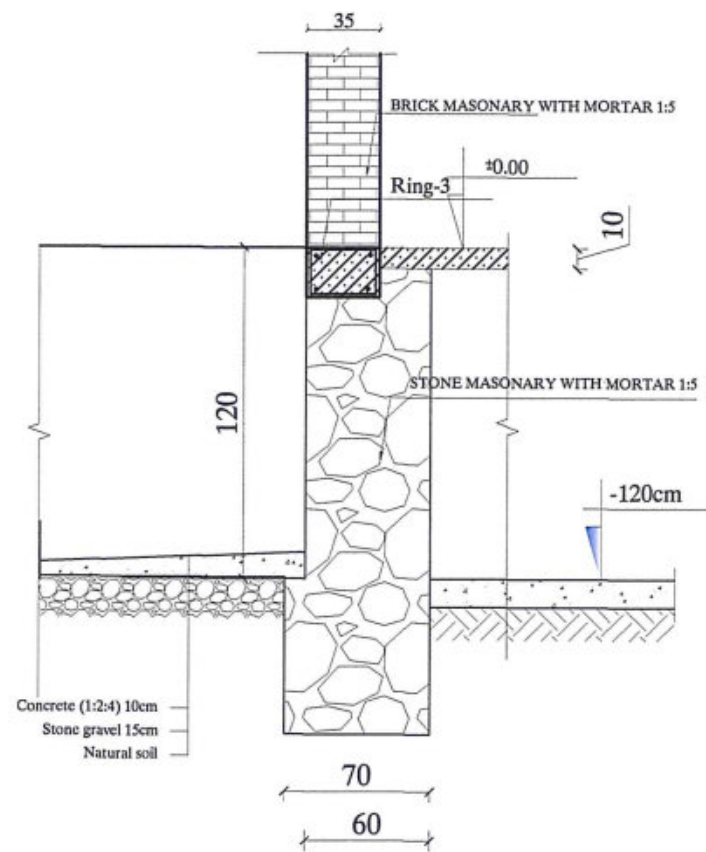 35
BRICK MASONARY WITH MORTAR 1:5
±0.00
Ring-3
10
120
STONE MASONARY WITH MORTAR 1:5
-120cm
Concrete (1:2:4) 10cm
Stone gravel 15cm
Natural soil
70
60